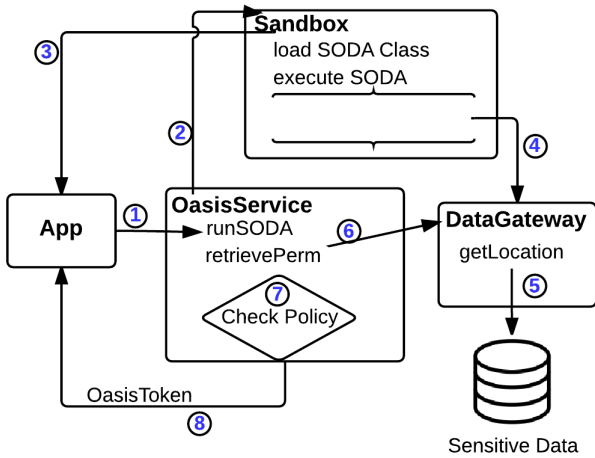 Sandbox
load SODA Class
execute SODA
3
2
4
1
App
OasisService
runSODA
retrievePerm
6
DataGateway
getLocation
7
Check Policy
5
OasisToken
8
Sensitive Data